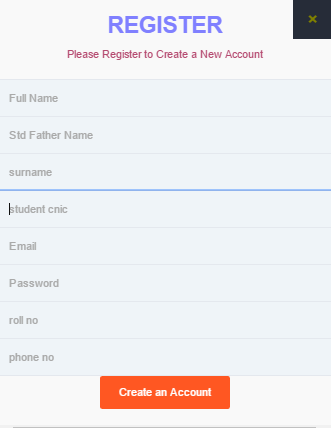 REGISTER
×
Please Register to Create a New Account
Full Name
Std Father Name
surname
student cnic
Email
Password
roll no
phone no
Create an Account